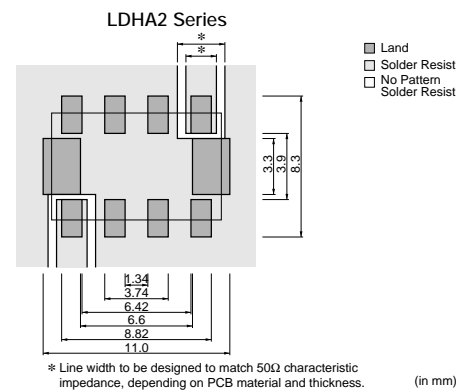 LDHA2 Series
*
*
Land
Solder Resist
No Pattern
Solder Resist
3.3
3.9
8.3
1.34
3.74
6.42
6.6
8.82
11.0
* Line width to be designed to match 50Ω characteristic
impedance, depending on PCB material and thickness.
(in mm)